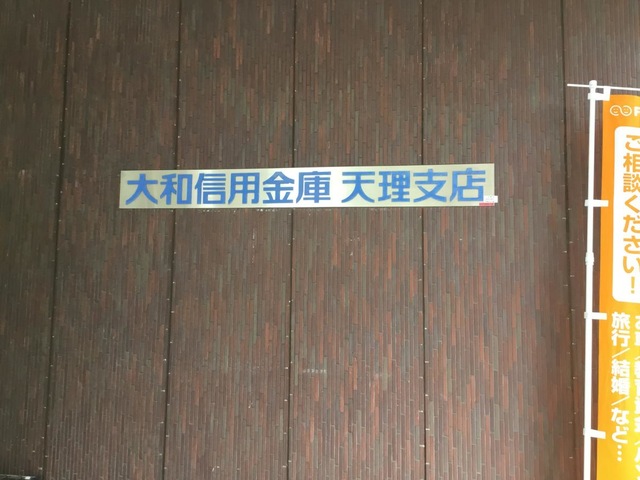 大和信用金庫 天理支店
ご相談ください!
旅行/結婚/など…